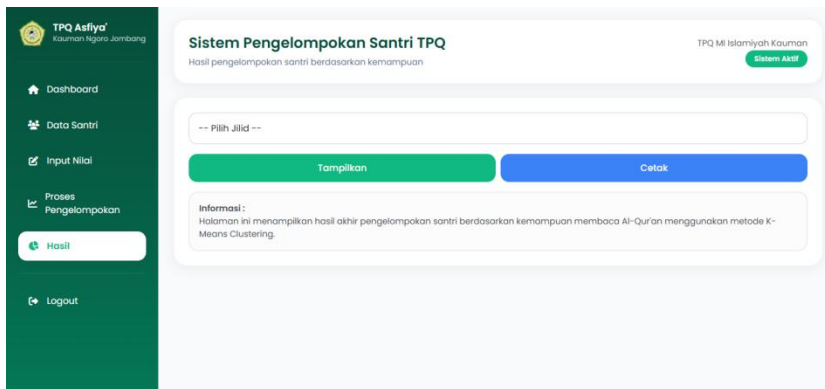 TPQ Asfiya'
Kauman Ngoro Jombang
Dashboard
Data Santri
Input Nilai
Proses
Pengelompokan
Hasil
Logout
Sistem Pengelompokan Santri TPQ
Hasil pengelompokan santri berdasarkan kemampuan
TPQ MI Islamiyah Kauman
Sistem Aktif
-- Pilih Jilid --
Tampilkan
Cetak
Informasi :
Halaman ini menampilkan hasil akhir pengelompokan santri berdasarkan kemampuan membaca Al-Qur'an menggunakan metode K-
Means Clustering.